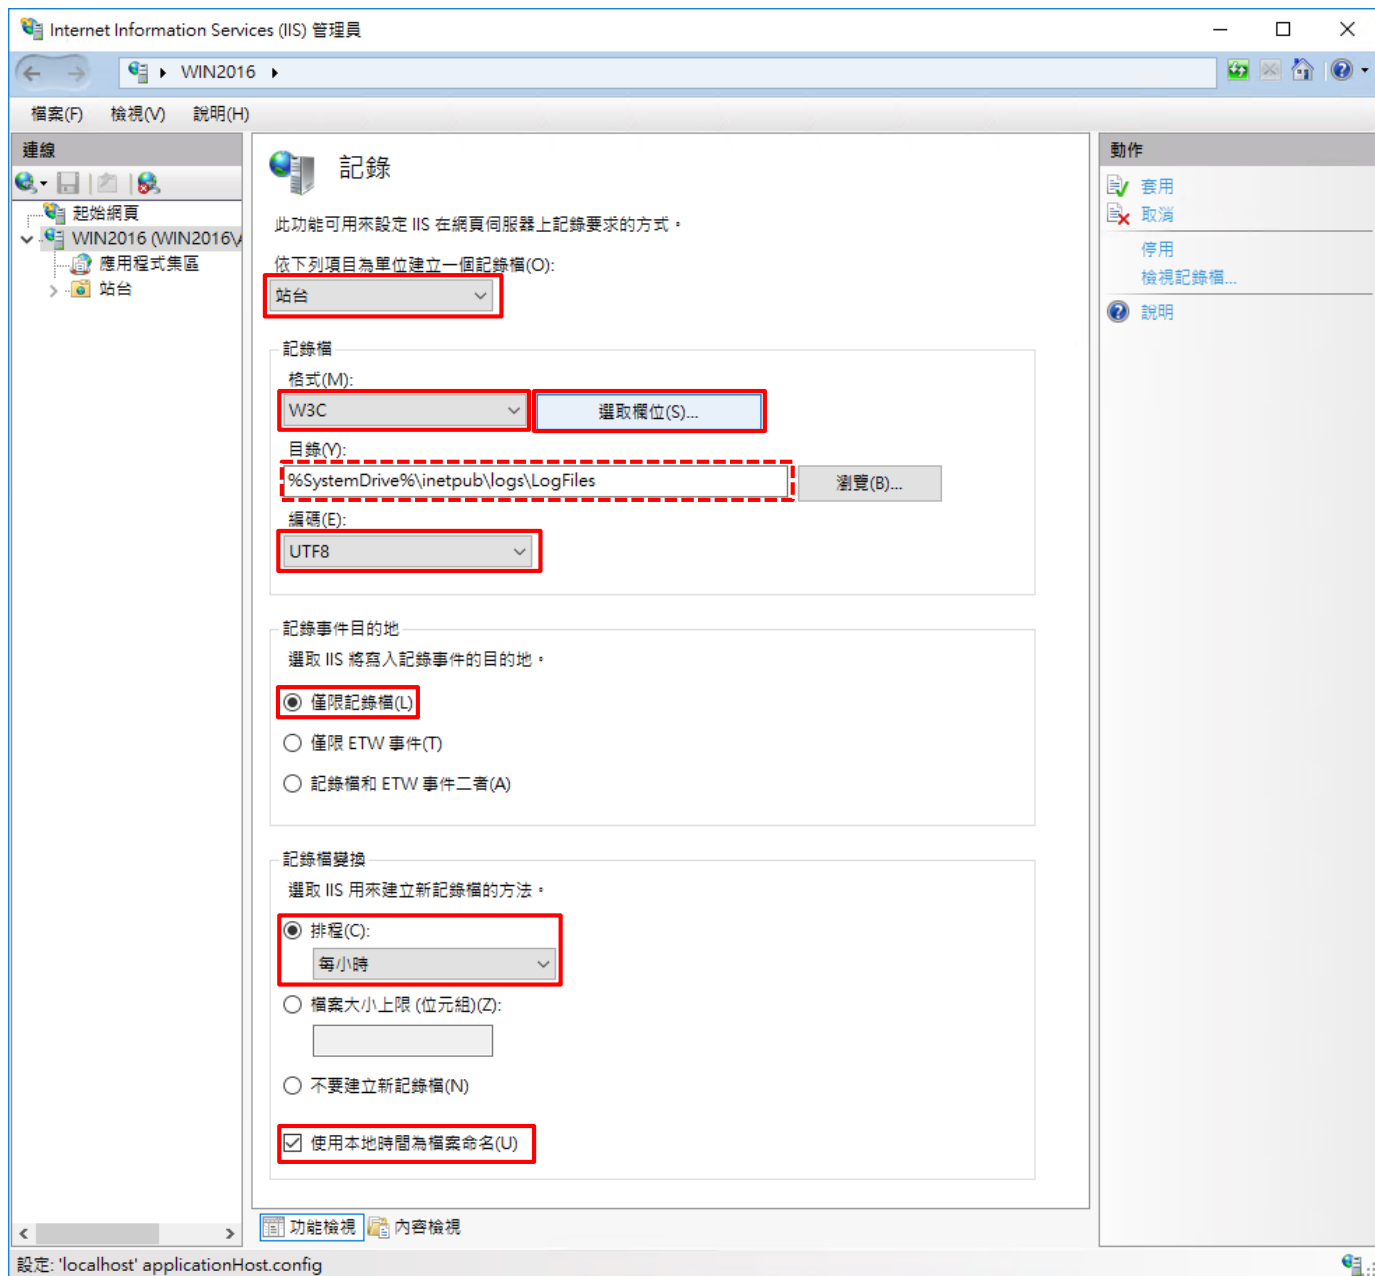 Internet Information Services (IIS) 管理員
WIN2016
檔案(F) 檢視(V) 說明(H)
連線
起始網頁
WIN2016 (WIN2016\A
應用程式集區
站台
記錄
此功能可用來設定 IIS 在網頁伺服器上記錄要求的方式。
依下列項目為單位建立一個記錄檔(O):
站台
記錄檔
格式(M):
W3C
選取欄位(S)...
目錄(Y):
%SystemDrive%\inetpub\logs\LogFiles
瀏覽(B)...
編碼(E):
UTF8
記錄事件目的地
選取 IIS 將寫入記錄事件的目的地。
僅限記錄檔(L)
僅限 ETW 事件(T)
記錄檔和 ETW 事件二者(A)
記錄檔變換
選取 IIS 用來建立新記錄檔的方法。
排程(C):
每小時
檔案大小上限 (位元組)(Z):
不要建立新記錄檔(N)
使用本地時間為檔案命名(U)
功能檢視
內容檢視
動作
套用
取消
停用
檢視記錄檔...
說明
設定: 'localhost' applicationHost.config